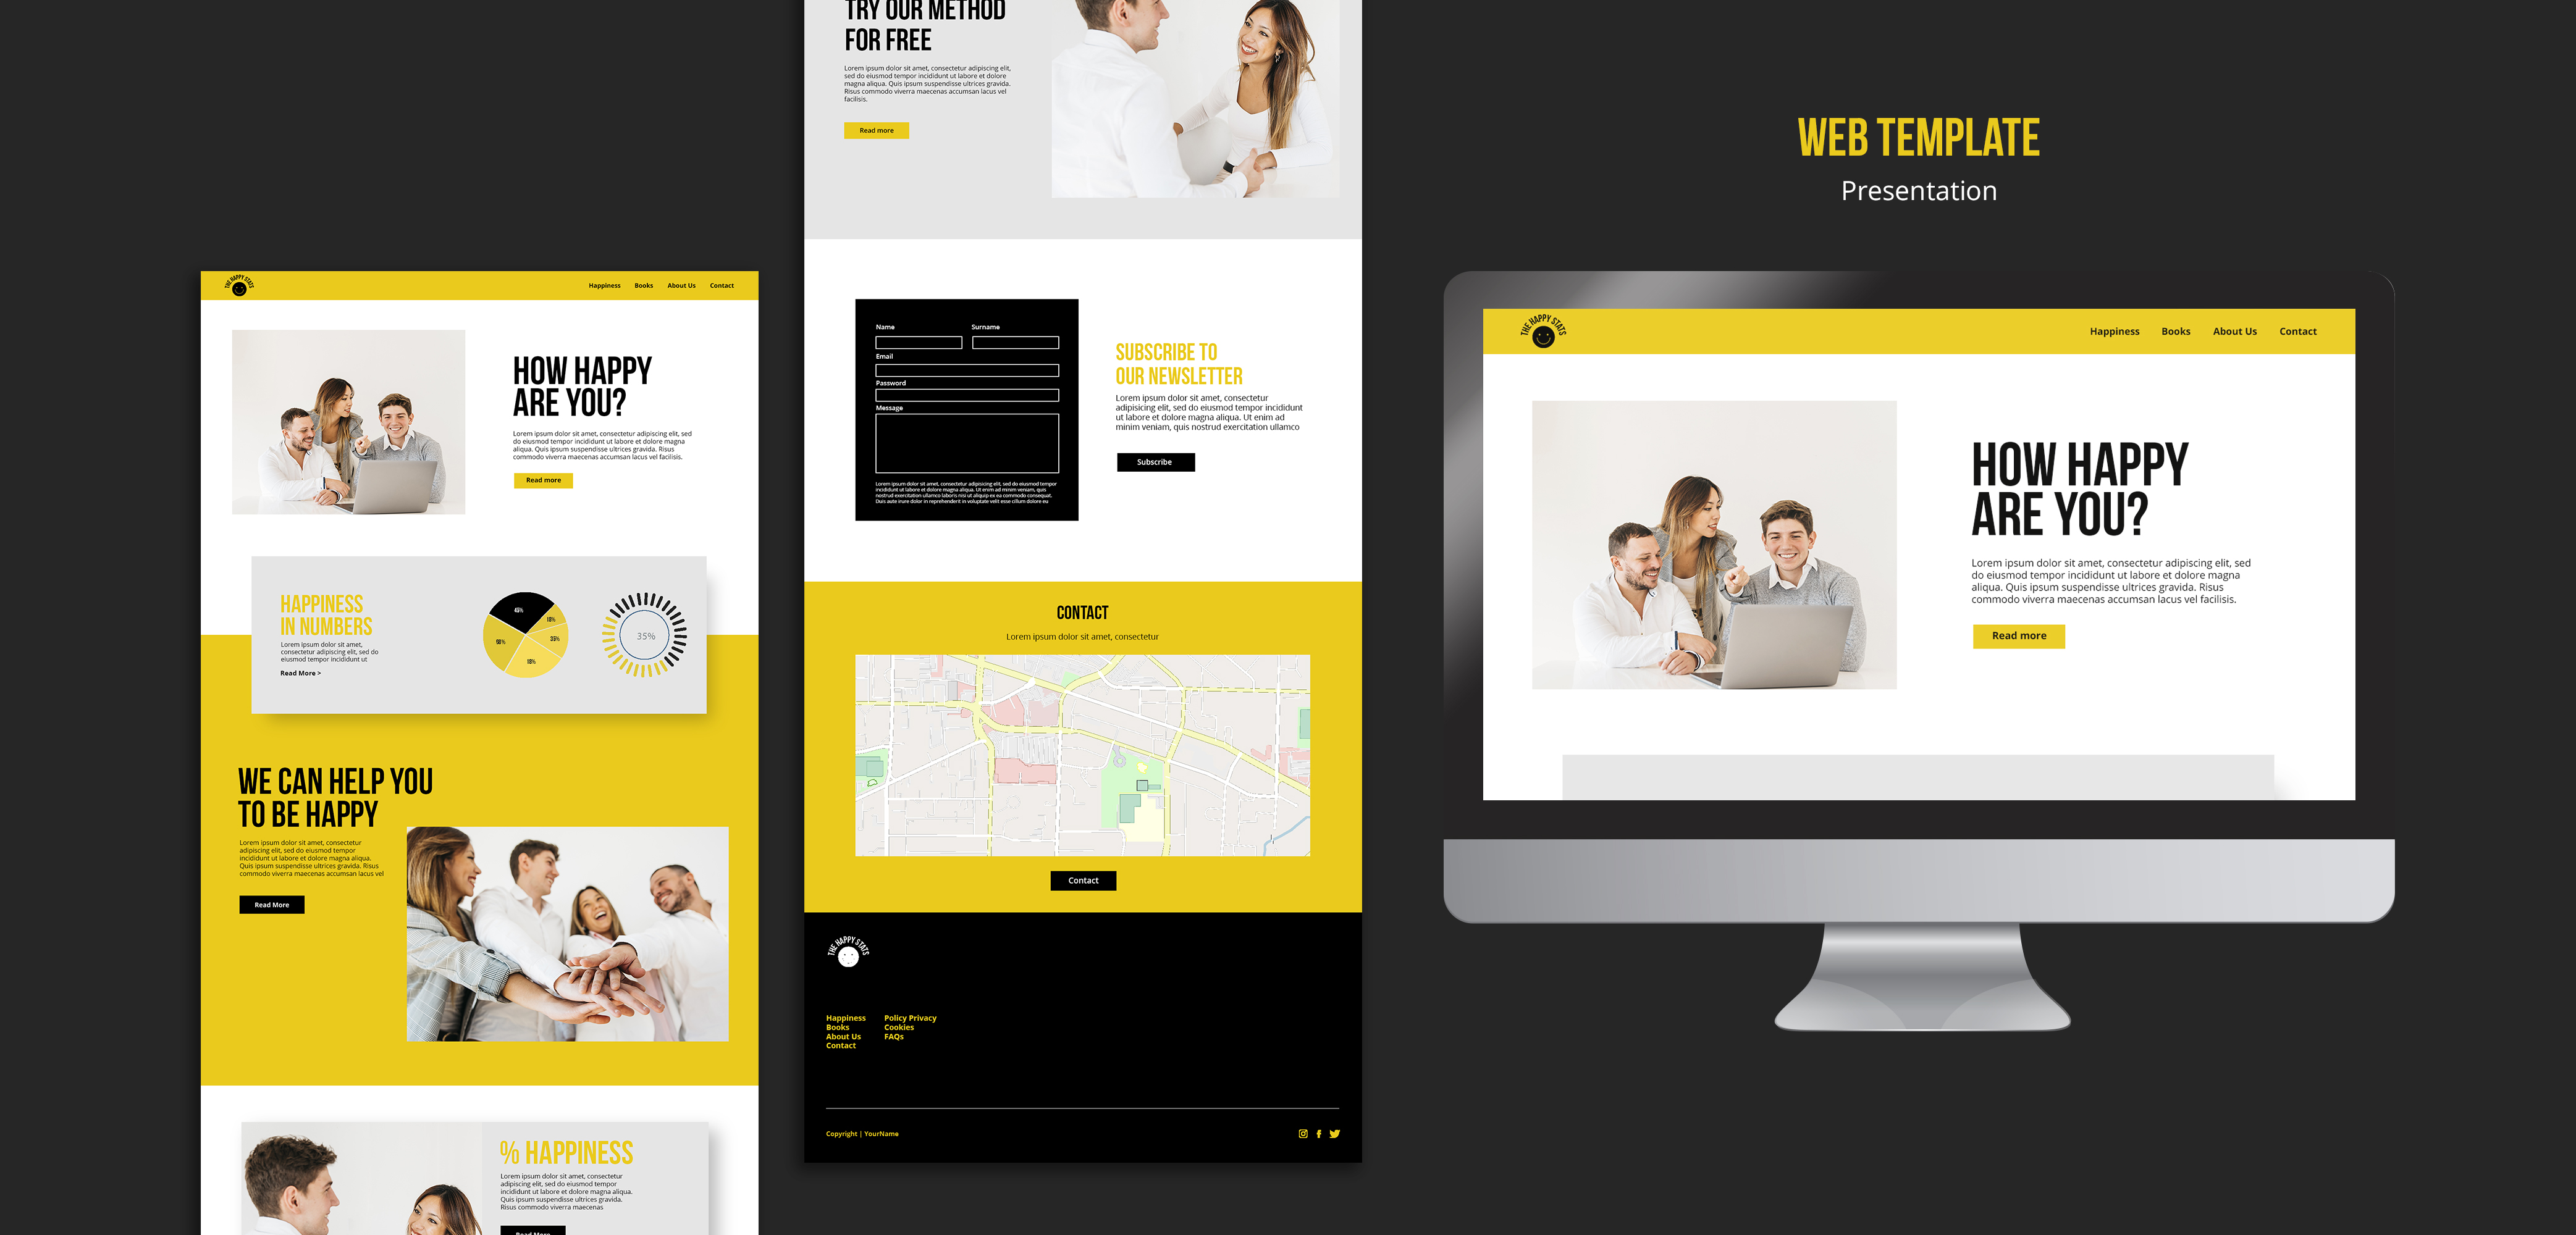 THE HAPPY STATS
Happiness Books About Us Contact
HOW HAPPY
ARE YOU?
Lorem ipsum dolor sit amet, consectetur adipiscing elit, sed
do eiusmod tempor incididunt ut labore et dolore magna
aliqua. Quis ipsum suspendisse ultrices gravida. Risus
commodo viverra maecenas accumsan lacus vel facilisis.
Read more
HAPPINESS
IN NUMBERS
Lorem ipsum dolor sit amet,
consectetur adipiscing elit, sed do
eiusmod tempor incididunt ut
Read More >
18%
35%
18%
35%
WE CAN HELP YOU
TO BE HAPPY
Lorem ipsum dolor sit amet, consectetur
adipiscing elit, sed do eiusmod tempor
incididunt ut labore et dolore magna aliqua.
Quis ipsum suspendisse ultrices gravida. Risus
commodo viverra maecenas accumsan lacus vel
Read More
% HAPPINESS
Lorem ipsum dolor sit amet, consectetur
adipiscing elit, sed do eiusmod tempor
incididunt ut labore et dolore magna aliqua.
Quis ipsum suspendisse ultrices gravida.
Risus commodo viverra maecenas
Read More
TRY OUR METHOD
FOR FREE
Lorem ipsum dolor sit amet, consectetur adipiscing elit,
sed do eiusmod tempor incididunt ut labore et dolore
magna aliqua. Quis ipsum suspendisse ultrices gravida.
Risus commodo viverra maecenas accumsan lacus vel
facilisis.
Read more
Name Surname
Email
Password
Message
Lorem ipsum dolor sit amet, consectetur adipiscing elit, sed do eiusmod tempor
incididunt ut labore et dolore magna aliqua. Ut enim ad minim veniam, quis
nostrud exercitation ullamco laboris nisi ut aliquip ex ea commodo consequat.
Duis aute irure dolor in reprehenderit in voluptate velit esse cillum dolore eu
SUBSCRIBE TO
OUR NEWSLETTER
Lorem ipsum dolor sit amet, consectetur
adipiscing elit, sed do eiusmod tempor incididunt
ut labore et dolore magna aliqua. Ut enim ad
minim veniam, quis nostrud exercitation ullamco
Subscribe
CONTACT
Lorem ipsum dolor sit amet, consectetur
Contact
THE HAPPY STATS
Happiness Policy Privacy
Books Cookies
About Us FAQs
Contact
Copyright | YourName
WEB TEMPLATE
Presentation
THE HAPPY STATS
Happiness Books About Us Contact
HOW HAPPY
ARE YOU?
Lorem ipsum dolor sit amet, consectetur adipiscing elit, sed
do eiusmod tempor incididunt ut labore et dolore magna
aliqua. Quis ipsum suspendisse ultrices gravida. Risus
commodo viverra maecenas accumsan lacus vel facilisis.
Read more